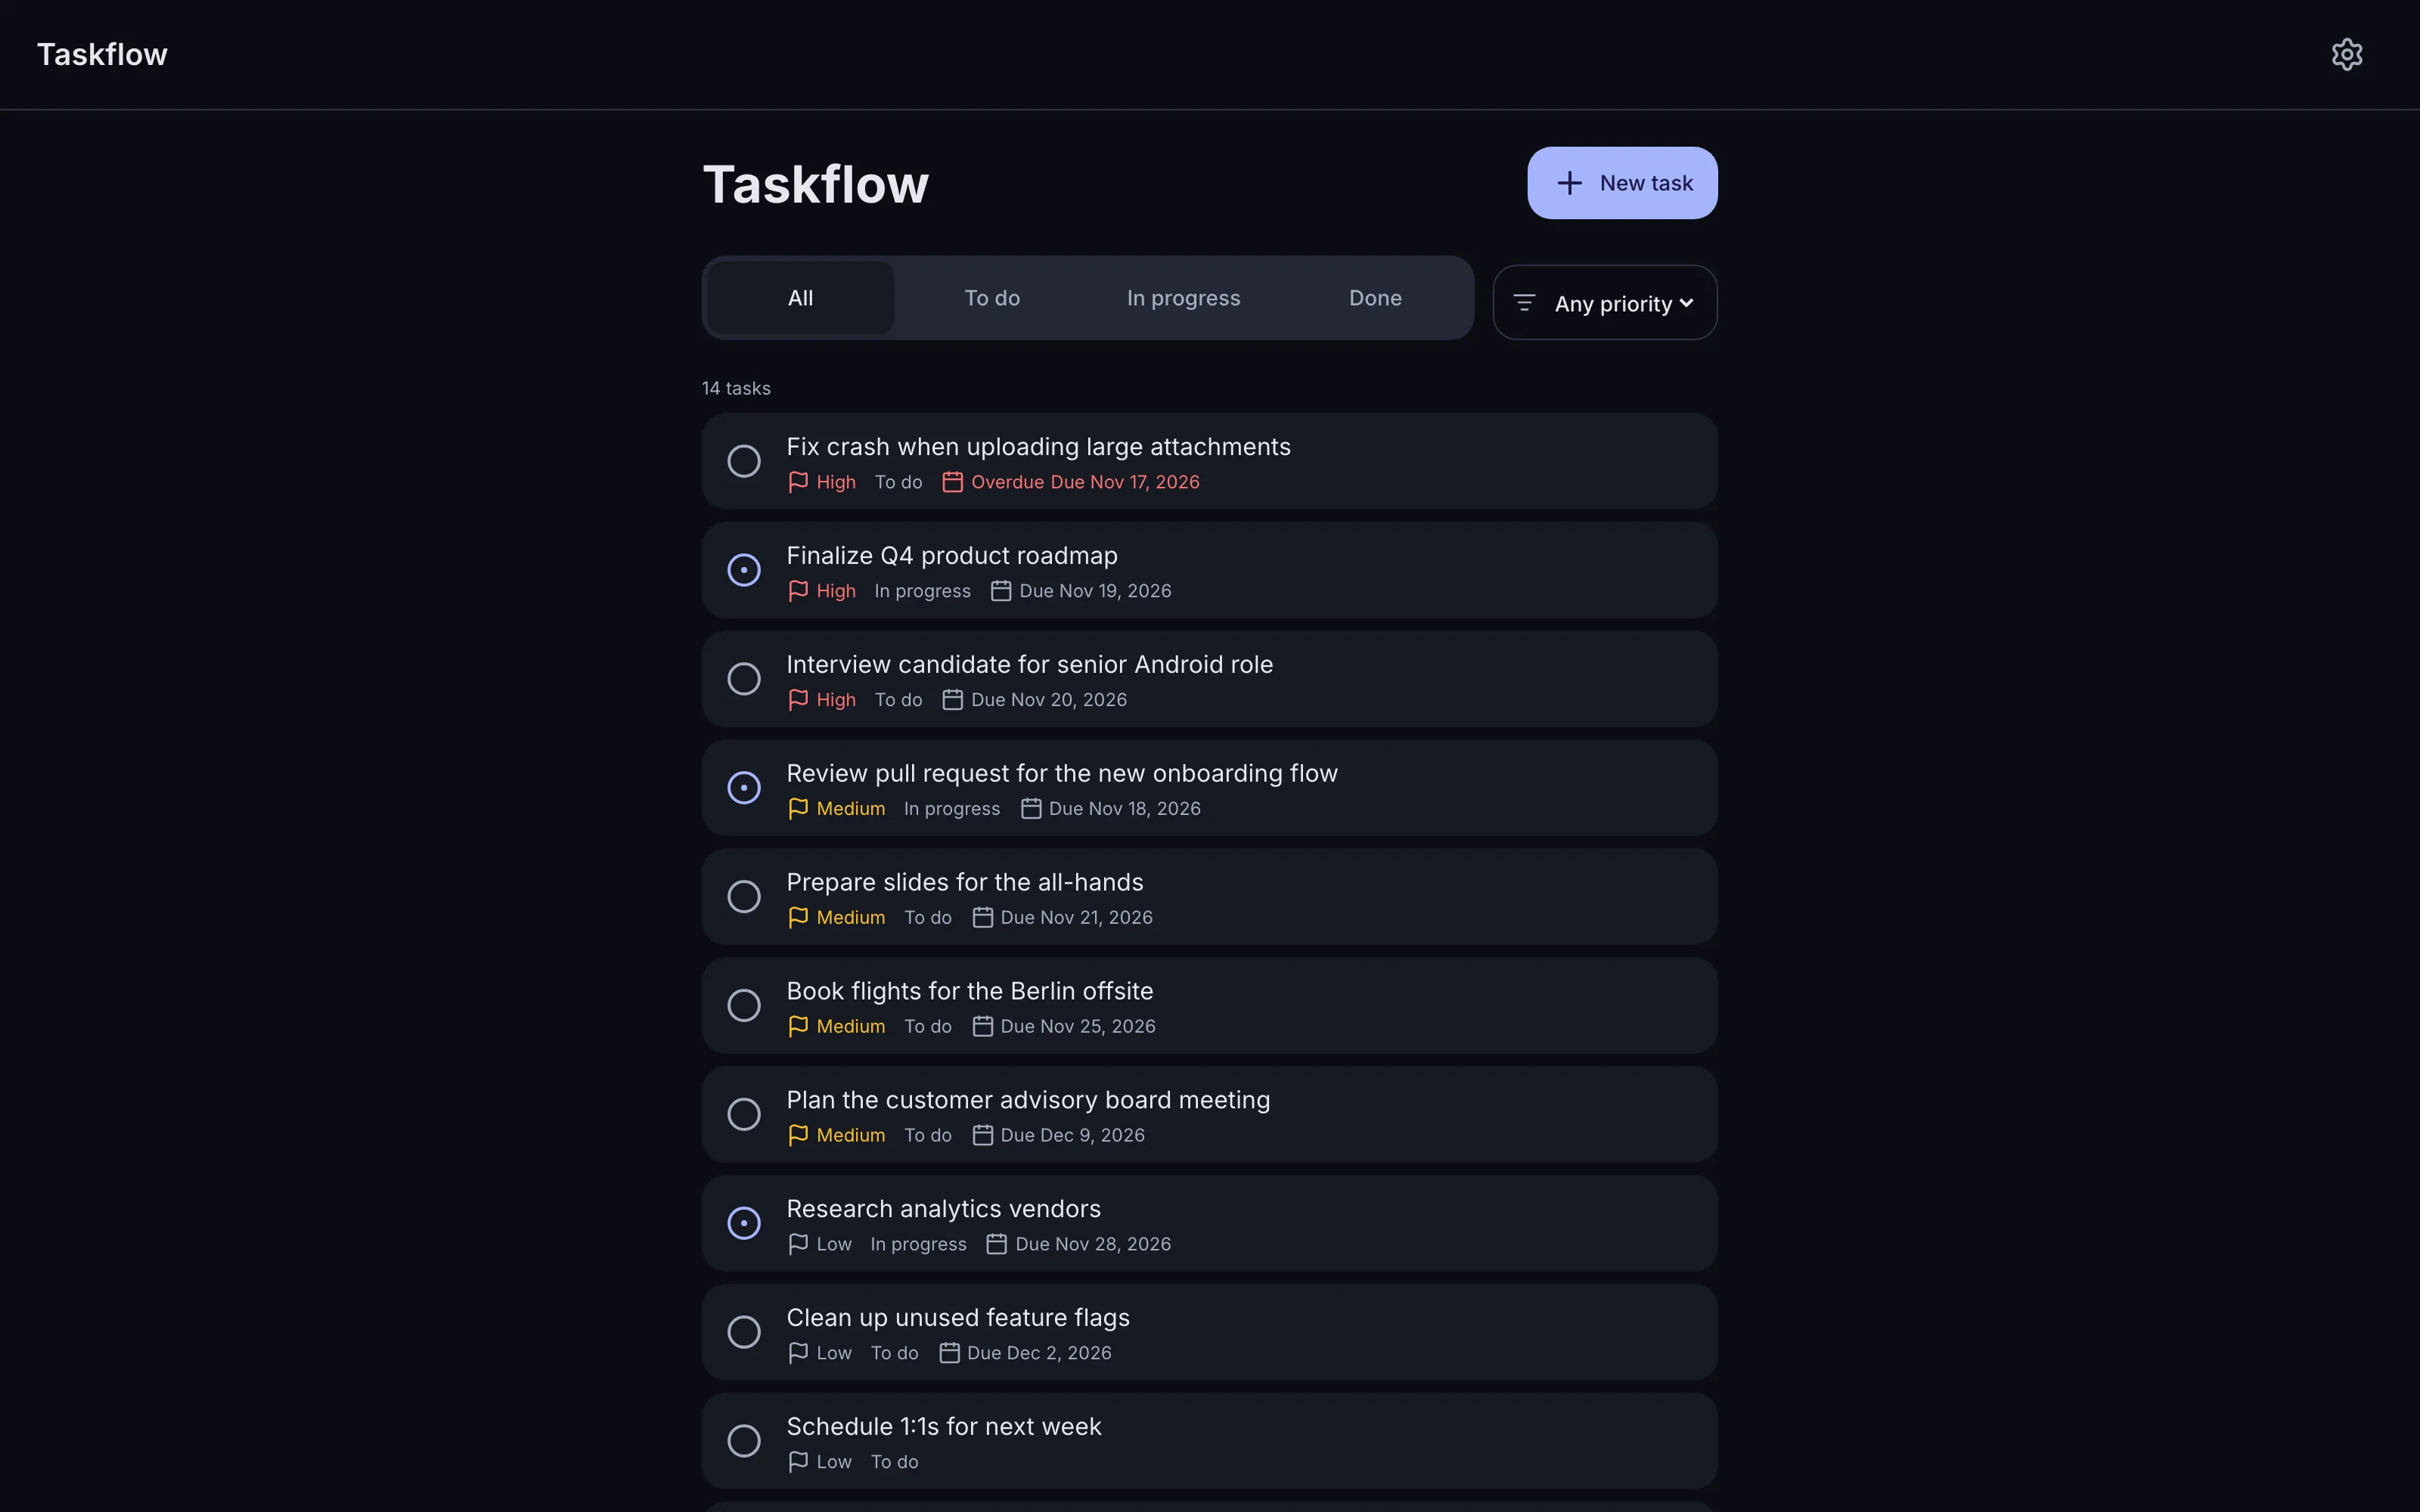 Taskflow
Taskflow
New task
All
To do
In progress
Done
Any priority
14 tasks
Fix crash when uploading large attachments
High To do Overdue Due Nov 17, 2026
Finalize Q4 product roadmap
High In progress Due Nov 19, 2026
Interview candidate for senior Android role
High To do Due Nov 20, 2026
Review pull request for the new onboarding flow
Medium In progress Due Nov 18, 2026
Prepare slides for the all-hands
Medium To do Due Nov 21, 2026
Book flights for the Berlin offsite
Medium To do Due Nov 25, 2026
Plan the customer advisory board meeting
Medium To do Due Dec 9, 2026
Research analytics vendors
Low In progress Due Nov 28, 2026
Clean up unused feature flags
Low To do Due Dec 2, 2026
Schedule 1:1s for next week
Low To do